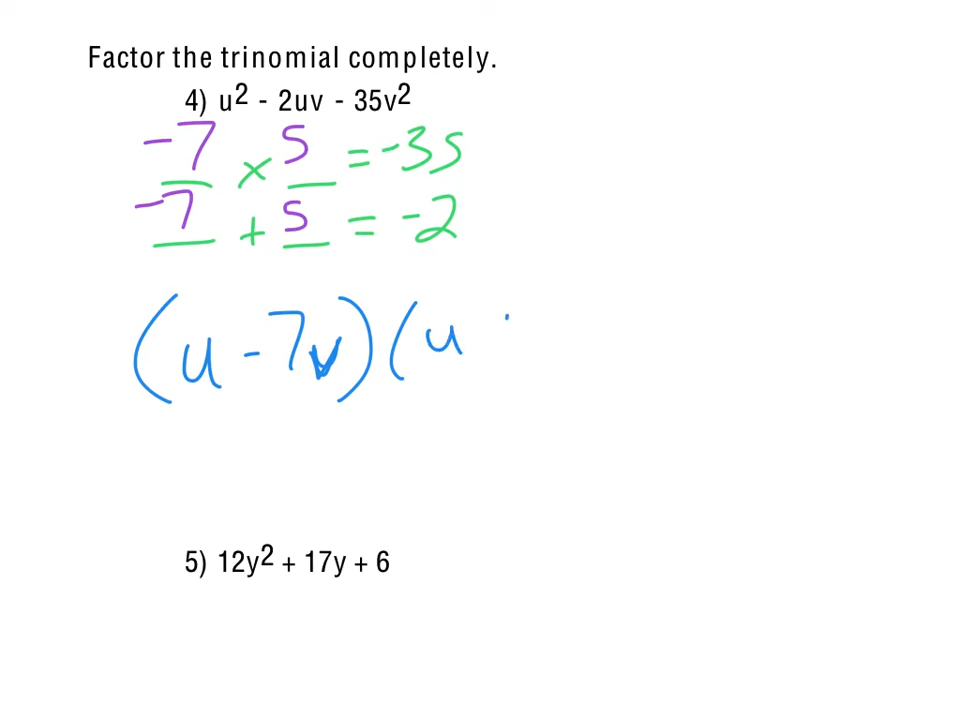 Factor the trinomial completely.
4) u² - 2uv - 35v²
-7 × 5 = -35
-7 + 5 = -2
(u - 7v)(u
5) 12y² + 17y + 6